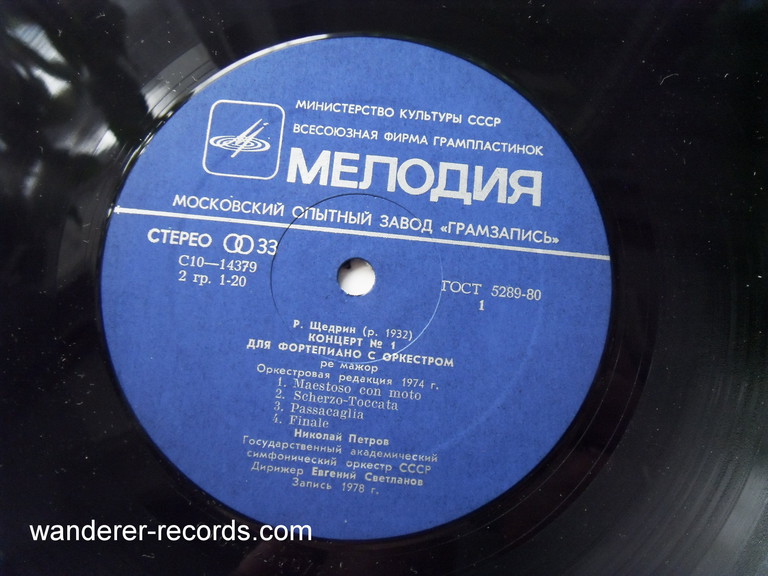 МИНИСТЕРСТВО КУЛЬТУРЫ СССР
ВСЕСОЮЗНАЯ ФИРМА ГРАМПЛАСТИНОК
МЕЛОДИЯ
МОСКОВСКИЙ ОПЫТНЫЙ ЗАВОД «ГРАМЗАПИСЬ»
СТЕРЕО 33
С10—14379
2 гр. 1-20
ГОСТ 5289-80
1
Р. Щедрин (р. 1932)
КОНЦЕРТ № 1
ДЛЯ ФОРТЕПИАНО С ОРКЕСТРОМ
ре мажор
Оркестровая редакция 1974 г.
1. Maestoso con moto
2. Scherzo-Toccata
3. Passacaglia
4. Finale
Николай Петров
Государственный академический
симфонический оркестр СССР
Дирижер Евгений Светланов
Запись 1978 г.
wanderer-records.com